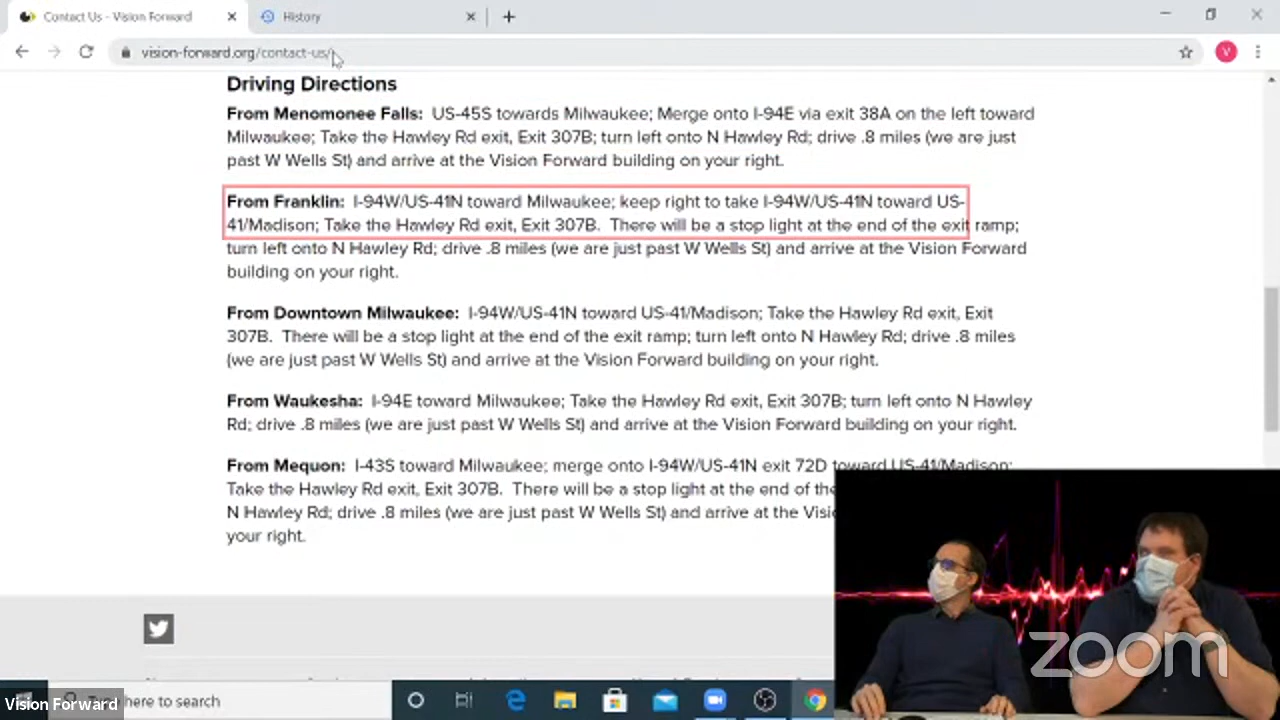 Contact Us - Vision Forward
History
vision-forward.org/contact-us/
V
Driving Directions
From Menomonee Falls: US-45S towards Milwaukee; Merge onto I-94E via exit 38A on the left toward
Milwaukee; Take the Hawley Rd exit, Exit 307B; turn left onto N Hawley Rd; drive .8 miles (we are just
past W Wells St) and arrive at the Vision Forward building on your right.
From Franklin: I-94W/US-41N toward Milwaukee; keep right to take I-94W/US-41N toward US-
41/Madison; Take the Hawley Rd exit, Exit 307B. There will be a stop light at the end of the exit ramp;
turn left onto N Hawley Rd; drive .8 miles (we are just past W Wells St) and arrive at the Vision Forward
building on your right.
From Downtown Milwaukee: I-94W/US-41N toward US-41/Madison; Take the Hawley Rd exit, Exit
307B. There will be a stop light at the end of the exit ramp; turn left onto N Hawley Rd; drive .8 miles
(we are just past W Wells St) and arrive at the Vision Forward building on your right.
From Waukesha: I-94E toward Milwaukee; Take the Hawley Rd exit, Exit 307B; turn left onto N Hawley
Rd; drive .8 miles (we are just past W Wells St) and arrive at the Vision Forward building on your right.
From Mequon: I-43S toward Milwaukee; merge onto I-94W/US-41N exit 72D toward US-41/Madison;
Take the Hawley Rd exit, Exit 307B. There will be a stop light at the end of the
N Hawley Rd; drive .8 miles (we are just past W Wells St) and arrive at the
your right.
zoom
here to search
Vision Forward